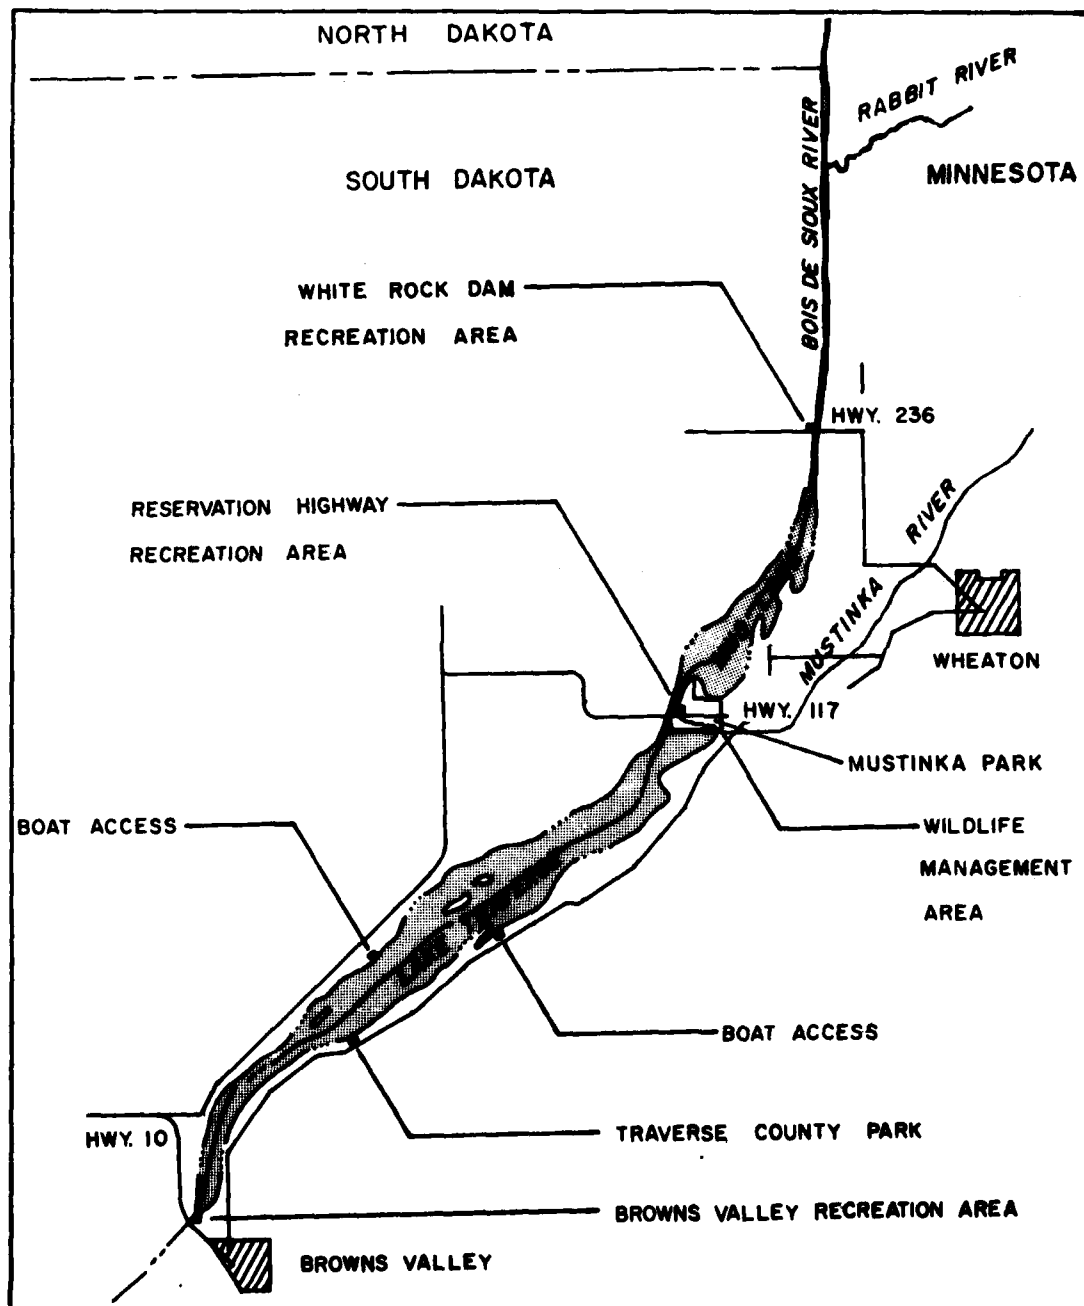 NORTH DAKOTA
RABBIT RIVER
SOUTH DAKOTA
MINNESOTA
BOIS DE SIOUX RIVER
WHITE ROCK DAM
RECREATION AREA
HWY. 236
RESERVATION HIGHWAY
RECREATION AREA
MUSTINKA RIVER
WHEATON
HWY. 117
MUSTINKA PARK
BOAT ACCESS
WILDLIFE
MANAGEMENT
AREA
LAKE TRAVERSE
BOAT ACCESS
HWY. 10
TRAVERSE COUNTY PARK
BROWNS VALLEY RECREATION AREA
BROWNS VALLEY